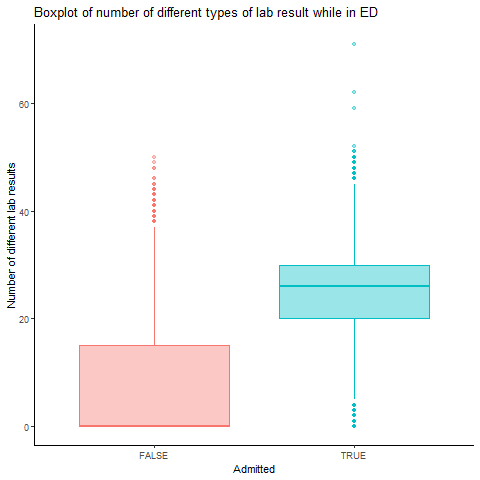 Boxplot of number of different types of lab result while in ED
Number of different lab results
60
40
20
0
FALSE
TRUE
Admitted